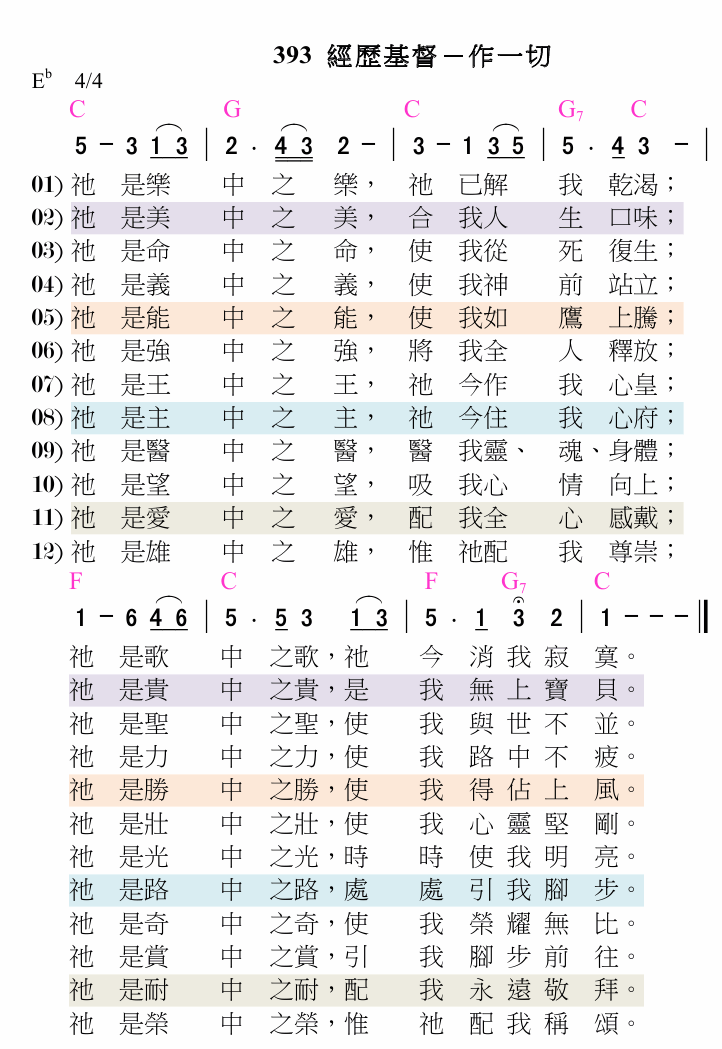 393 經歷基督－作一切
E♭ 4/4
C G C G7 C
5 － 3 1 3 | 2 . 4 3 2 － | 3 － 1 3 5 | 5 . 4 3 － |
01) 祂 是樂 中 之 樂， 祂 已解 我 乾渴；
02) 祂 是美 中 之 美， 合 我人 生 口味；
03) 祂 是命 中 之 命， 使 我從 死 復生；
04) 祂 是義 中 之 義， 使 我神 前 站立；
05) 祂 是能 中 之 能， 使 我如 鷹 上騰；
06) 祂 是強 中 之 強， 將 我全 人 釋放；
07) 祂 是王 中 之 王， 祂 今作 我 心皇；
08) 祂 是主 中 之 主， 祂 今住 我 心府；
09) 祂 是醫 中 之 醫， 醫 我靈、 魂、身體；
10) 祂 是望 中 之 望， 吸 我心 情 向上；
11) 祂 是愛 中 之 愛， 配 我全 心 感戴；
12) 祂 是雄 中 之 雄， 惟 祂配 我 尊崇；
F C F G7 C
1 － 6 4 6 | 5 . 5 3 1 3 | 5 . 1 3 2 | 1 － － － ||
祂 是歌 中 之歌，祂 今 消 我 寂 寞。
祂 是貴 中 之貴，是 我 無 上 寶 貝。
祂 是聖 中 之聖，使 我 與 世 不 並。
祂 是力 中 之力，使 我 路 中 不 疲。
祂 是勝 中 之勝，使 我 得 佔 上 風。
祂 是壯 中 之壯，使 我 心 靈 堅 剛。
祂 是光 中 之光，時 時 使 我 明 亮。
祂 是路 中 之路，處 處 引 我 腳 步。
祂 是奇 中 之奇，使 我 榮 耀 無 比。
祂 是賞 中 之賞，引 我 腳 步 前 往。
祂 是耐 中 之耐，配 我 永 遠 敬 拜。
祂 是榮 中 之榮，惟 祂 配 我 稱 頌。